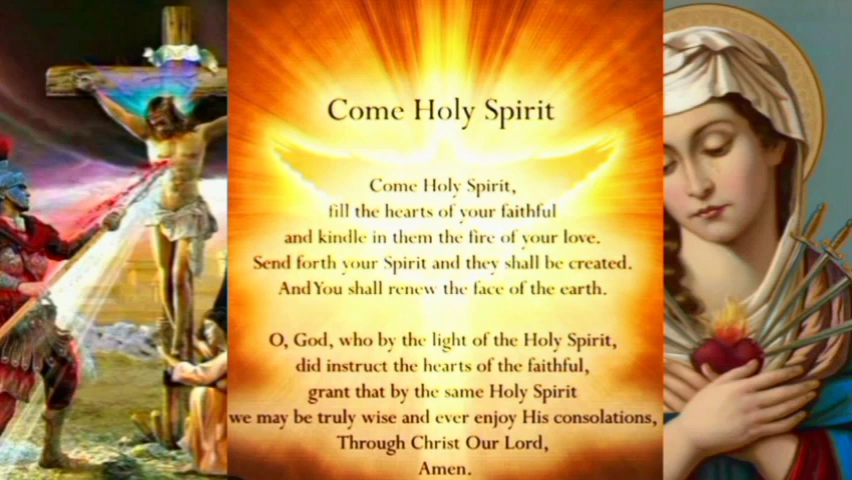 Come Holy Spirit
Come Holy Spirit,
fill the hearts of your faithful
and kindle in them the fire of your love.
Send forth your Spirit and they shall be created.
And You shall renew the face of the earth.
O, God, who by the light of the Holy Spirit,
did instruct the hearts of the faithful,
grant that by the same Holy Spirit
we may be truly wise and ever enjoy His consolations,
Through Christ Our Lord,
Amen.